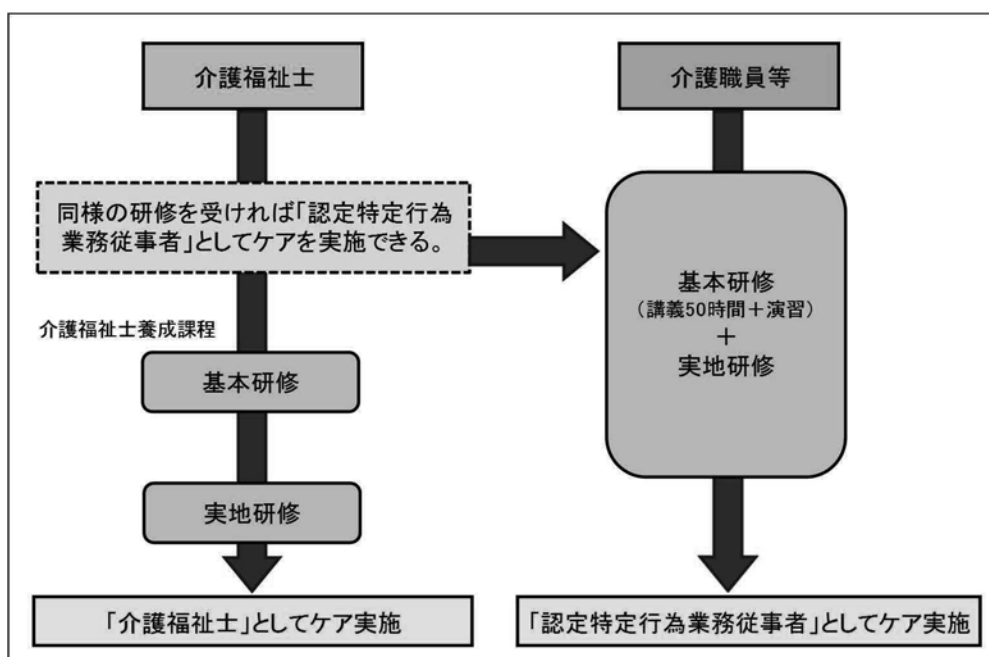 介護福祉士
同様の研修を受ければ「認定特定行為
業務従事者」としてケアを実施できる。
介護福祉士養成課程
基本研修
実地研修
「介護福祉士」としてケア実施
介護職員等
基本研修
（講義50時間＋演習）
＋
実地研修
「認定特定行為業務従事者」としてケア実施